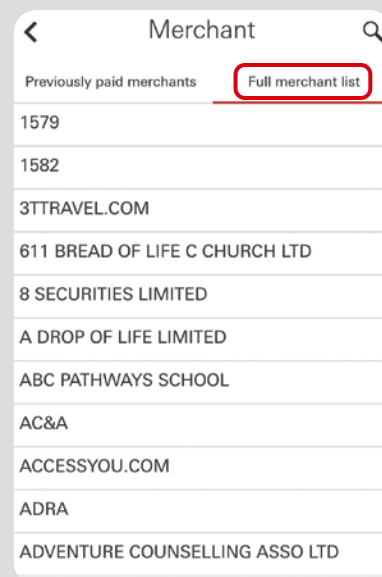 Merchant
Previously paid merchants Full merchant list
1579
1582
3TTRAVEL.COM
611 BREAD OF LIFE C CHURCH LTD
8 SECURITIES LIMITED
A DROP OF LIFE LIMITED
ABC PATHWAYS SCHOOL
AC&A
ACCESSYOU.COM
ADRA
ADVENTURE COUNSELLING ASSO LTD